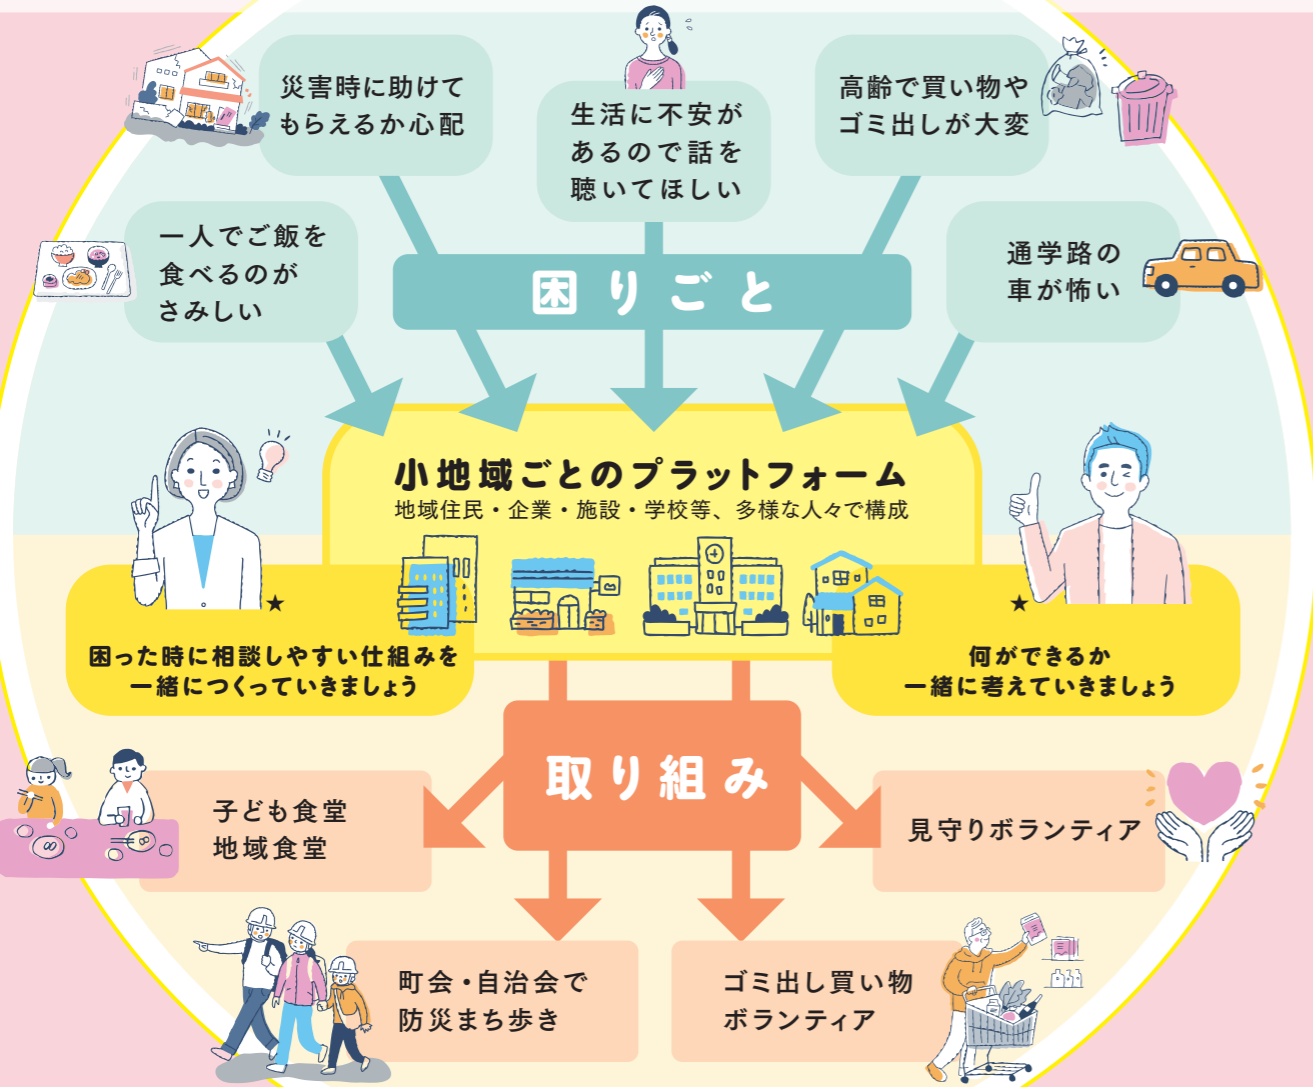 災害時に助けて
もらえるか心配
生活に不安が
あるので話を
聴いてほしい
高齢で買い物や
ゴミ出しが大変
一人でご飯を
食べるのが
さみしい
通学路の
車が怖い
困りごと
小地域ごとのプラットフォーム
地域住民・企業・施設・学校等、多様な人々で構成
★
困った時に相談しやすい仕組みを
一緒につくっていきましょう
★
何ができるか
一緒に考えていきましょう
取り組み
子ども食堂
地域食堂
見守りボランティア
町会・自治会で
防災まち歩き
ゴミ出し買い物
ボランティア